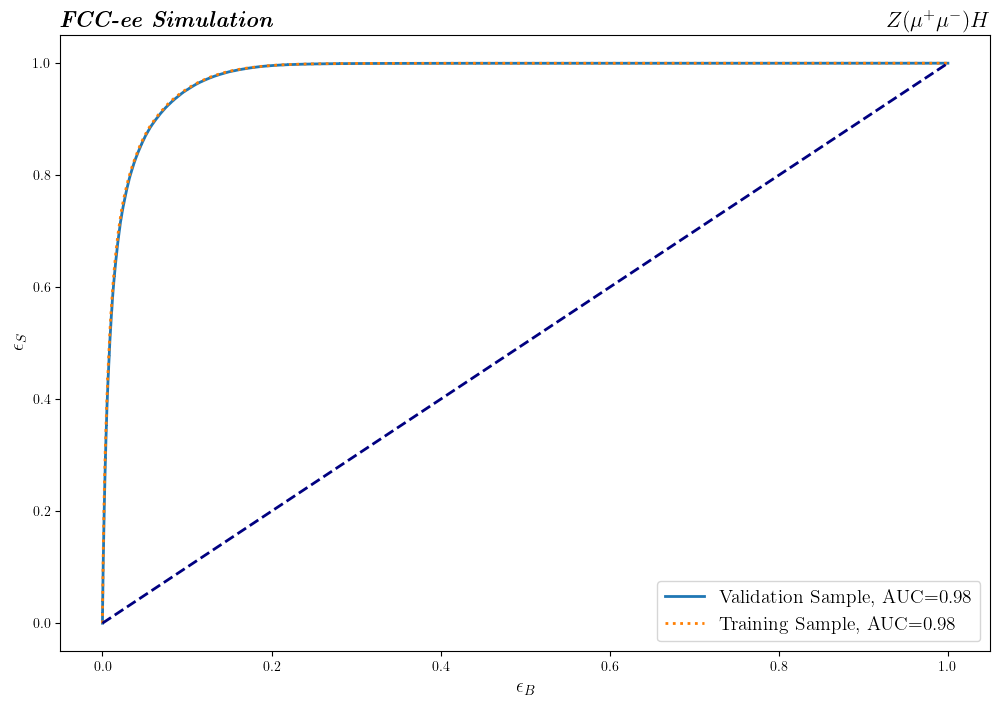 FCC-ee Simulation
Z(μ⁺μ⁻)H
1.0
0.8
0.6
0.4
0.2
0.0
ϵ_S
Validation Sample, AUC=0.98
Training Sample, AUC=0.98
0.0 0.2 0.4 0.6 0.8 1.0
ϵ_B